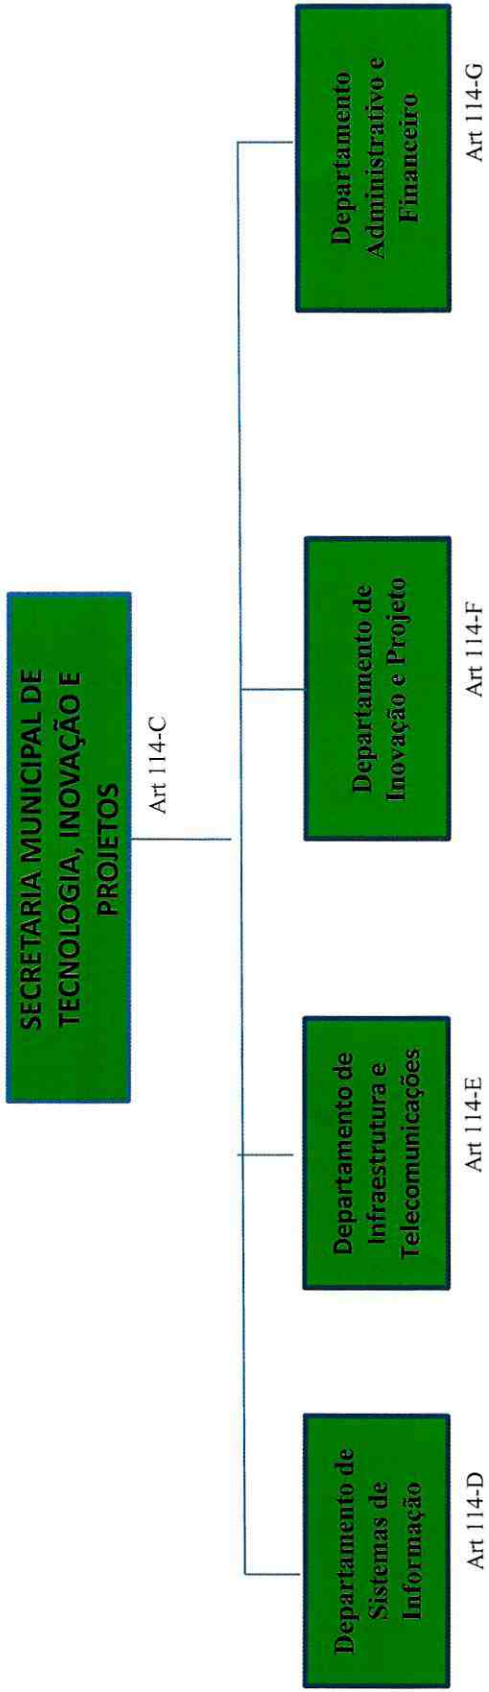 SECRETARIA MUNICIPAL DE
TECNOLOGIA, INOVAÇÃO E
PROJETOS
Art 114-C
Departamento de
Sistemas de
Informação
Art 114-D
Departamento de
Infraestrutura e
Telecomunicações
Art 114-E
Departamento de
Inovação e Projeto
Art 114-F
Departamento
Administrativo e
Financeiro
Art 114-G